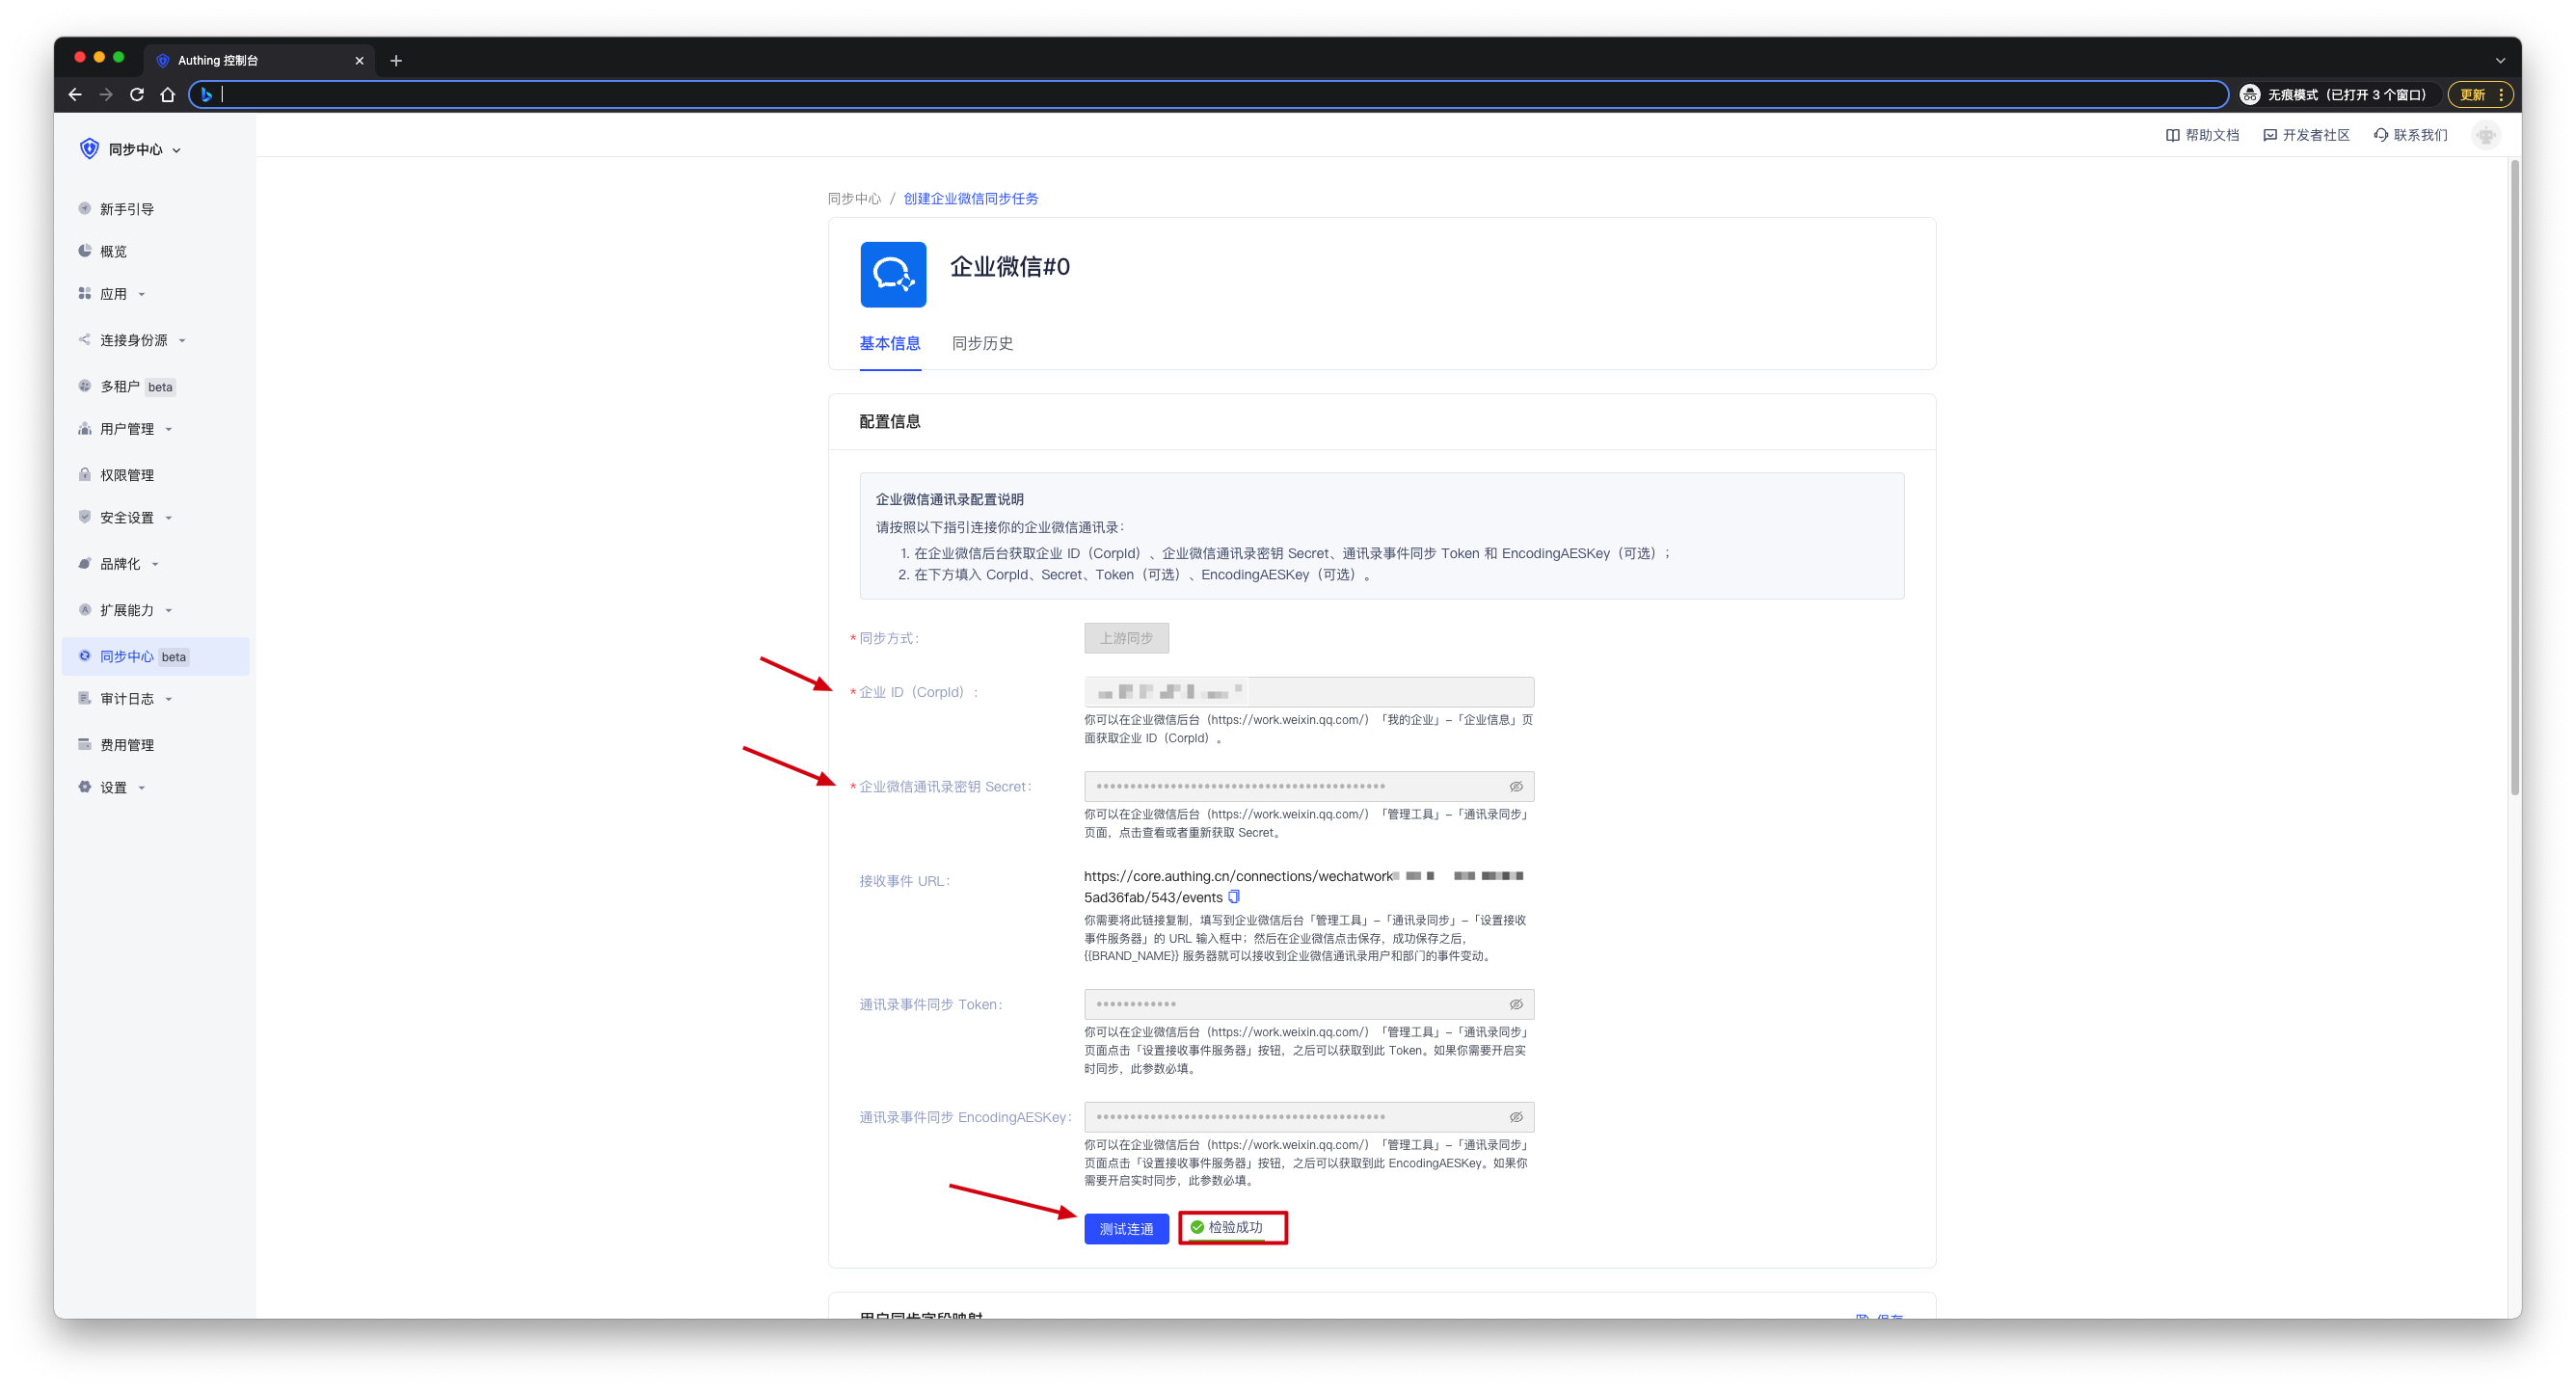 Authing 控制台
无痕模式（已打开 3 个窗口）
更新
同步中心
帮助文档
开发者社区
联系我们
新手引导
概览
应用
连接身份源
多租户 beta
用户管理
权限管理
安全设置
品牌化
扩展能力
同步中心 beta
审计日志
费用管理
设置
同步中心 / 创建企业微信同步任务
企业微信#0
基本信息
同步历史
配置信息
企业微信通讯录配置说明
请按照以下指引连接你的企业微信通讯录：
1. 在企业微信后台获取企业 ID（CorpId）、企业微信通讯录密钥 Secret、通讯录事件同步 Token 和 EncodingAESKey（可选）；
2. 在下方填入 CorpId、Secret、Token（可选）、EncodingAESKey（可选）。
* 同步方式：
上游同步
* 企业 ID（CorpId）：
你可以在企业微信后台（https://work.weixin.qq.com/）「我的企业」-「企业信息」页
面获取企业 ID（CorpId）。
* 企业微信通讯录密钥 Secret：
你可以在企业微信后台（https://work.weixin.qq.com/）「管理工具」-「通讯录同步」
页面，点击查看或者重新获取 Secret。
接收事件 URL：
https://core.authing.cn/connections/wechatwork
5ad36fab/543/events
你需要将此链接复制，填写到企业微信后台「管理工具」-「通讯录同步」-「设置接收
事件服务器」的 URL 输入框中；然后在企业微信点击保存，成功保存之后，
{{BRAND_NAME}} 服务器就可以接收到企业微信通讯录用户和部门的事件变动。
通讯录事件同步 Token：
你可以在企业微信后台（https://work.weixin.qq.com/）「管理工具」-「通讯录同步」
页面点击「设置接收事件服务器」按钮，之后可以获取到此 Token。如果你需要开启实
时同步，此参数必填。
通讯录事件同步 EncodingAESKey：
你可以在企业微信后台（https://work.weixin.qq.com/）「管理工具」-「通讯录同步」
页面点击「设置接收事件服务器」按钮，之后可以获取到此 EncodingAESKey。如果你
需要开启实时同步，此参数必填。
测试连通
检验成功
用户同步字段映射
保存